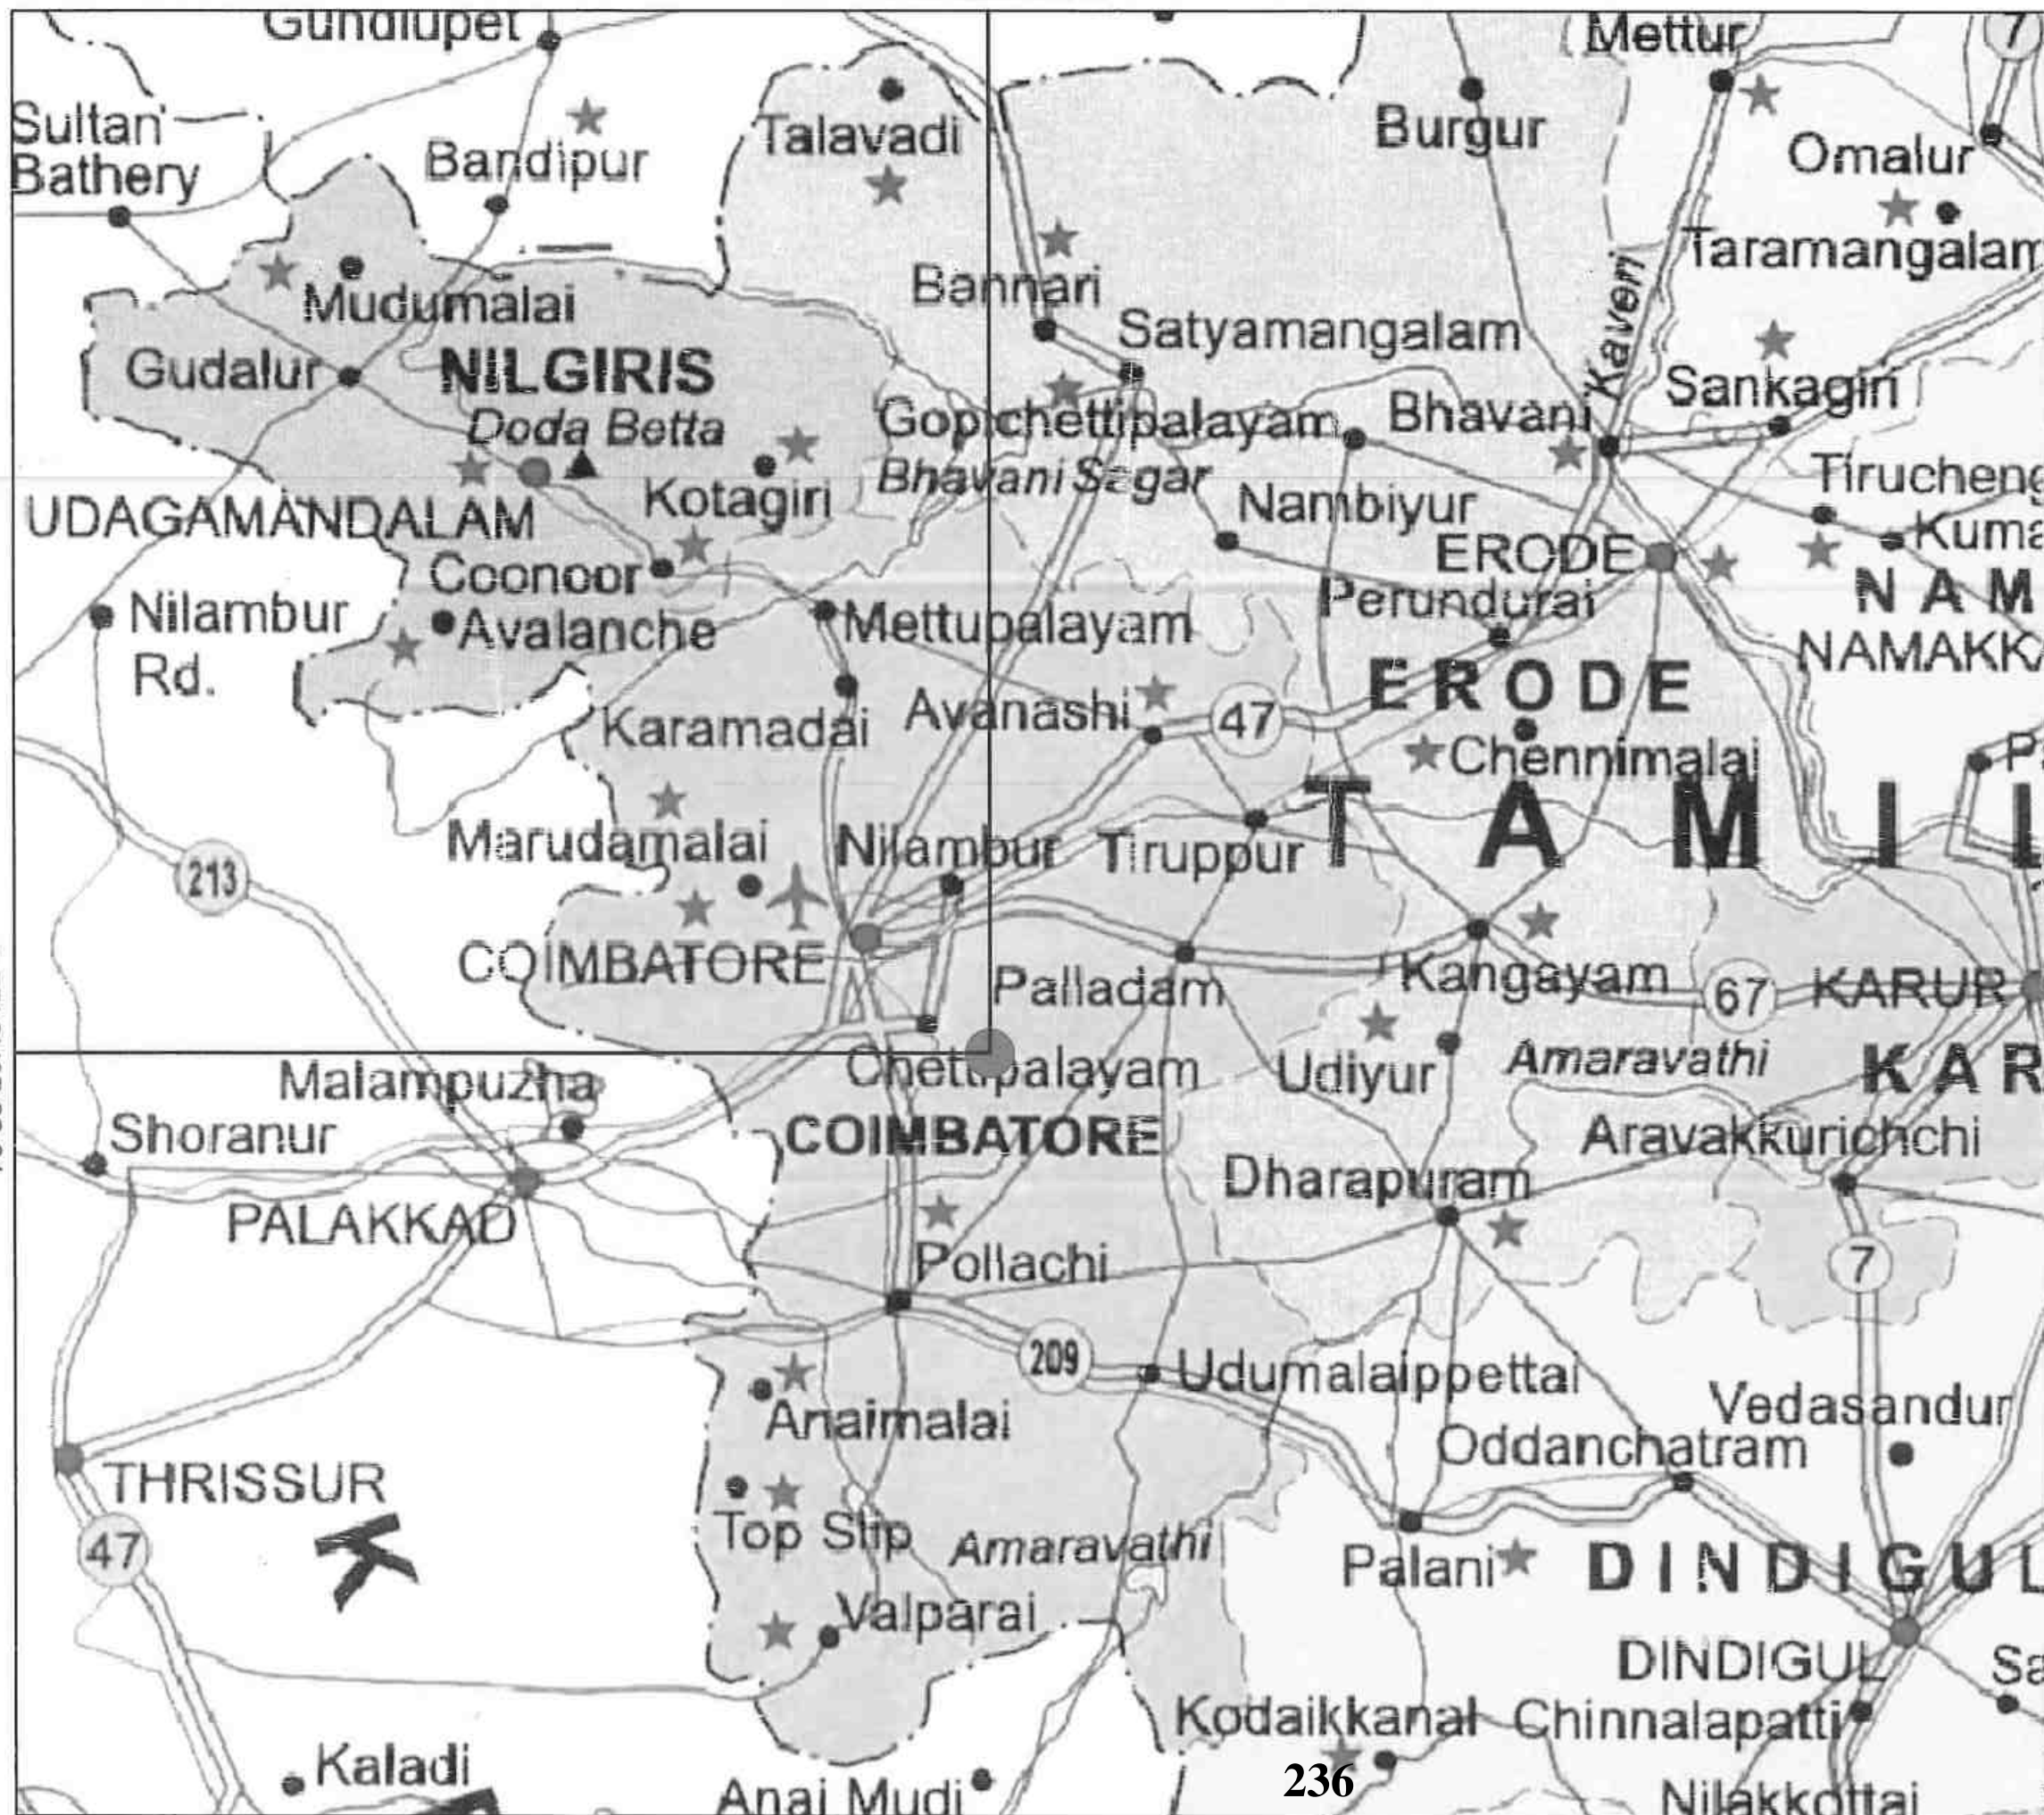 Gundlupet
Mettur
7
Sultan
Bathery
Bandipur
Talavadi
Burgur
Omalur
Taramangalam
Bannari
Mudumalai
Satyamangalam
Kaveri
Gudalur
NILGIRIS
Sankagiri
Doda Betta
Gopichettipalayam
Bhavani
Bhavani Sagar
Tirucheng
Kotagiri
Nambiyur
UDAGAMANDALAM
Kuma
ERODE
Coonoor
Perundurai
N A M
Nilambur
Rd.
Avalanche
Mettupalayam
NAMAKKA
E R O D E
Karamadai
Avanashi
47
Chennimalai
P
T A M I L
Marudamalai
Nilambur
Tiruppur
213
COIMBATORE
Palladam
Kangayam
67
KARUR
Malampuzha
Chettipalayam
Udiyur
Amaravathi
K A R
Shoranur
COIMBATORE
Aravakkurichchi
Dharapuram
PALAKKAD
Pollachi
7
209
Udumalaippettai
Vedasandur
Anaimalai
Oddanchatram
THRISSUR
Top Slip
Amaravathi
47
K
Palani
D I N D I G U L
Valparai
DINDIGUL
Sa
Kodaikkanal
Chinnalapatti
Kaladi
236
Anai Mudi
Nilakkottai